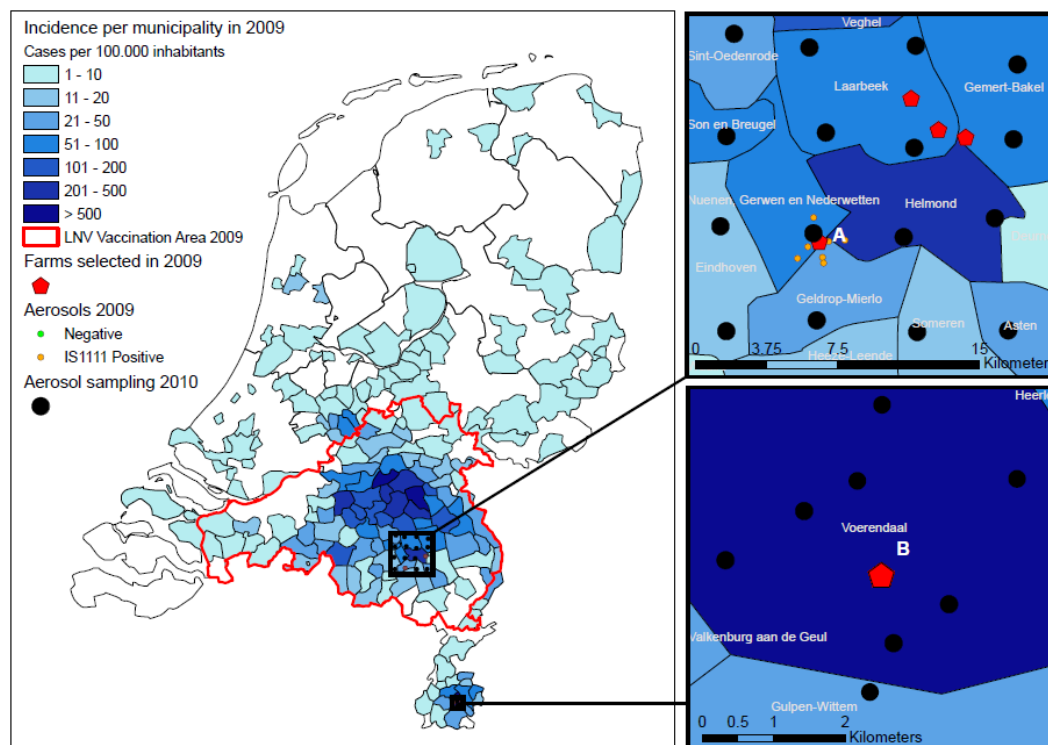 Incidence per municipality in 2009
Cases per 100.000 inhabitants
1 - 10
11 - 20
21 - 50
51 - 100
101 - 200
201 - 500
> 500
LNV Vaccination Area 2009
Farms selected in 2009
Aerosols 2009
Negative
IS1111 Positive
Aerosol sampling 2010
Veghel
Sint-Oedenrode
Laarbeek
Gemert-Bakel
Son en Breugel
Nuenen, Gerwen en Nederwetten
Helmond
A
Eindhoven
Geldrop-Mierlo
Someren
Asten
Heeze-Leende
0 3.75 7.5 15
Kilometers
Heerle
Voerendaal
B
Valkenburg aan de Geul
Gulpen-Wittem
0 0.5 1 2
Kilometers